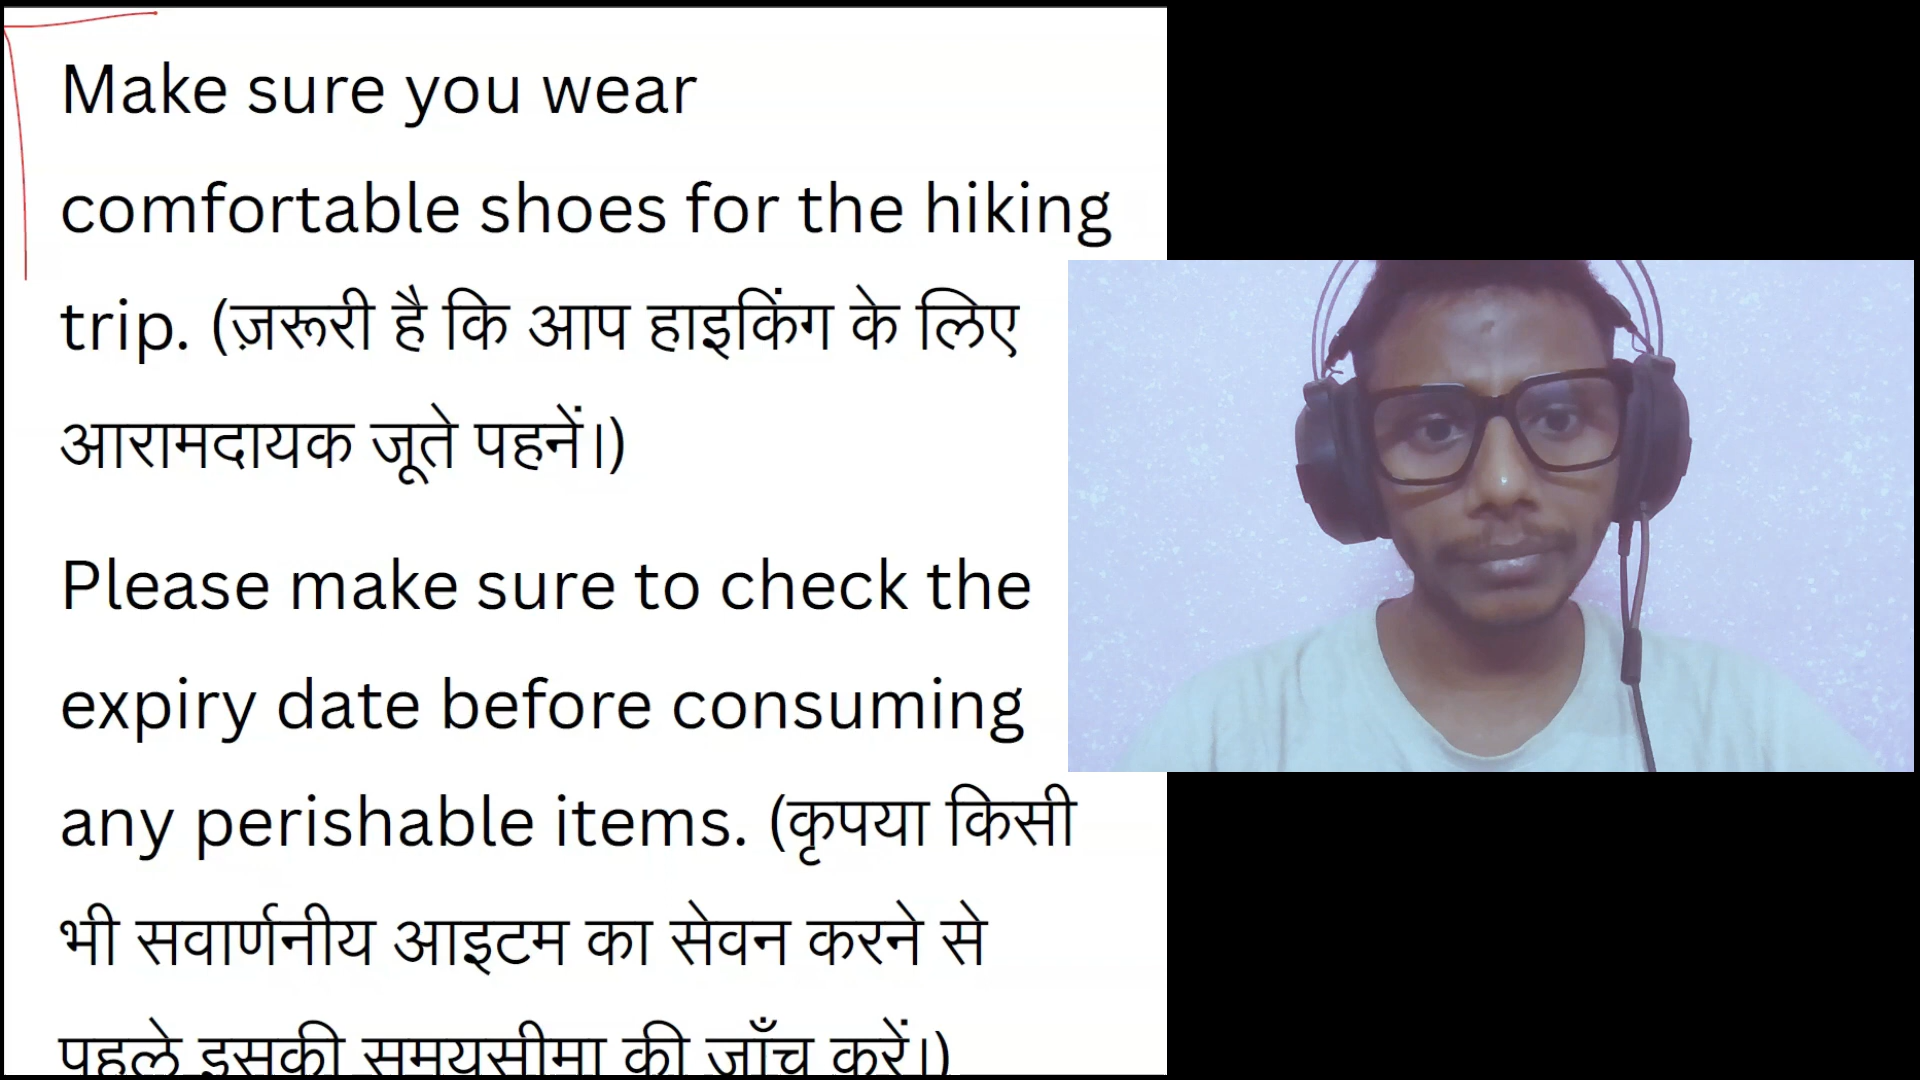 Make sure you wear
comfortable shoes for the hiking
trip. (ज़रूरी है कि आप हाइकिंग के लिए
आरामदायक जूते पहनें।)
Please make sure to check the
expiry date before consuming
any perishable items. (कृपया किसी
भी सवार्णनीय आइटम का सेवन करने से
पहले इसकी समयसीमा की जाँच करें।)